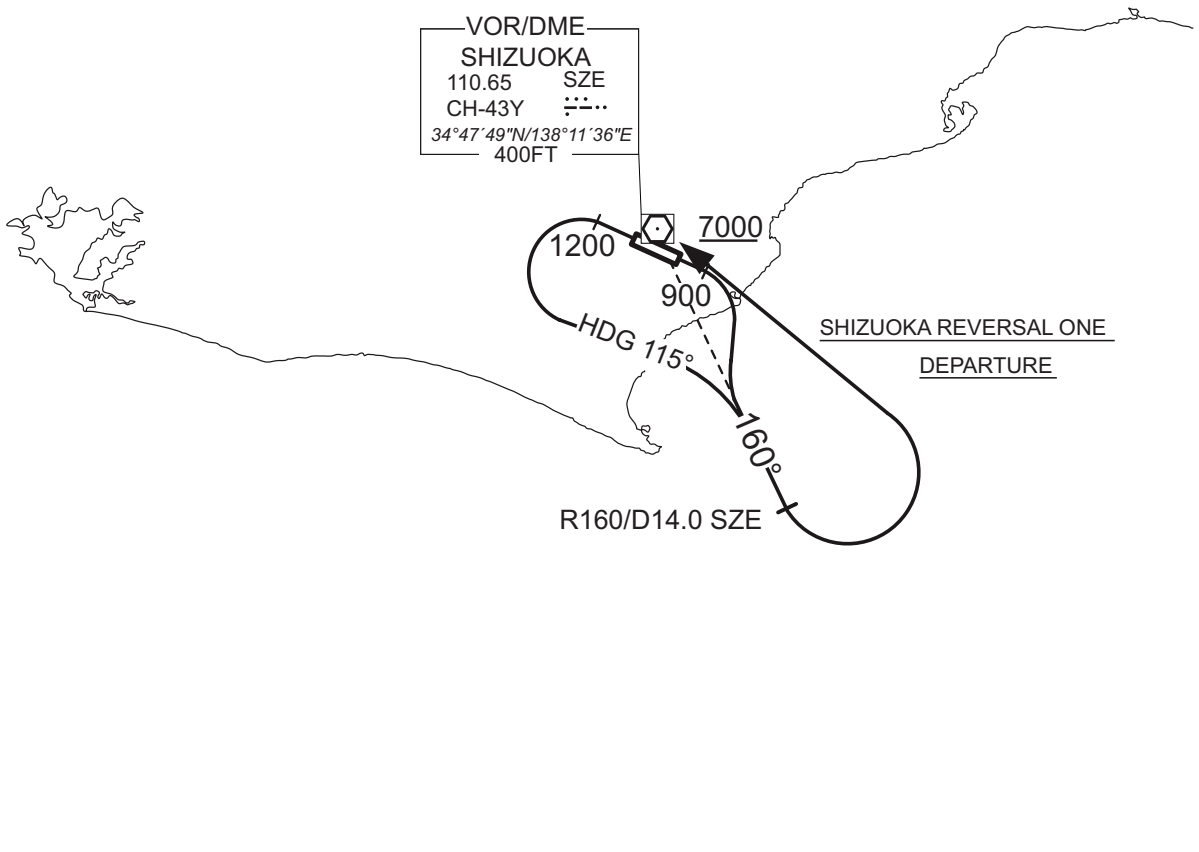 VOR/DME
SHIZUOKA
110.65 SZE
CH-43Y
34°47´49"N/138°11´36"E
400FT
7000
1200
900
HDG 115°
SHIZUOKA REVERSAL ONE
DEPARTURE
160°
R160/D14.0 SZE